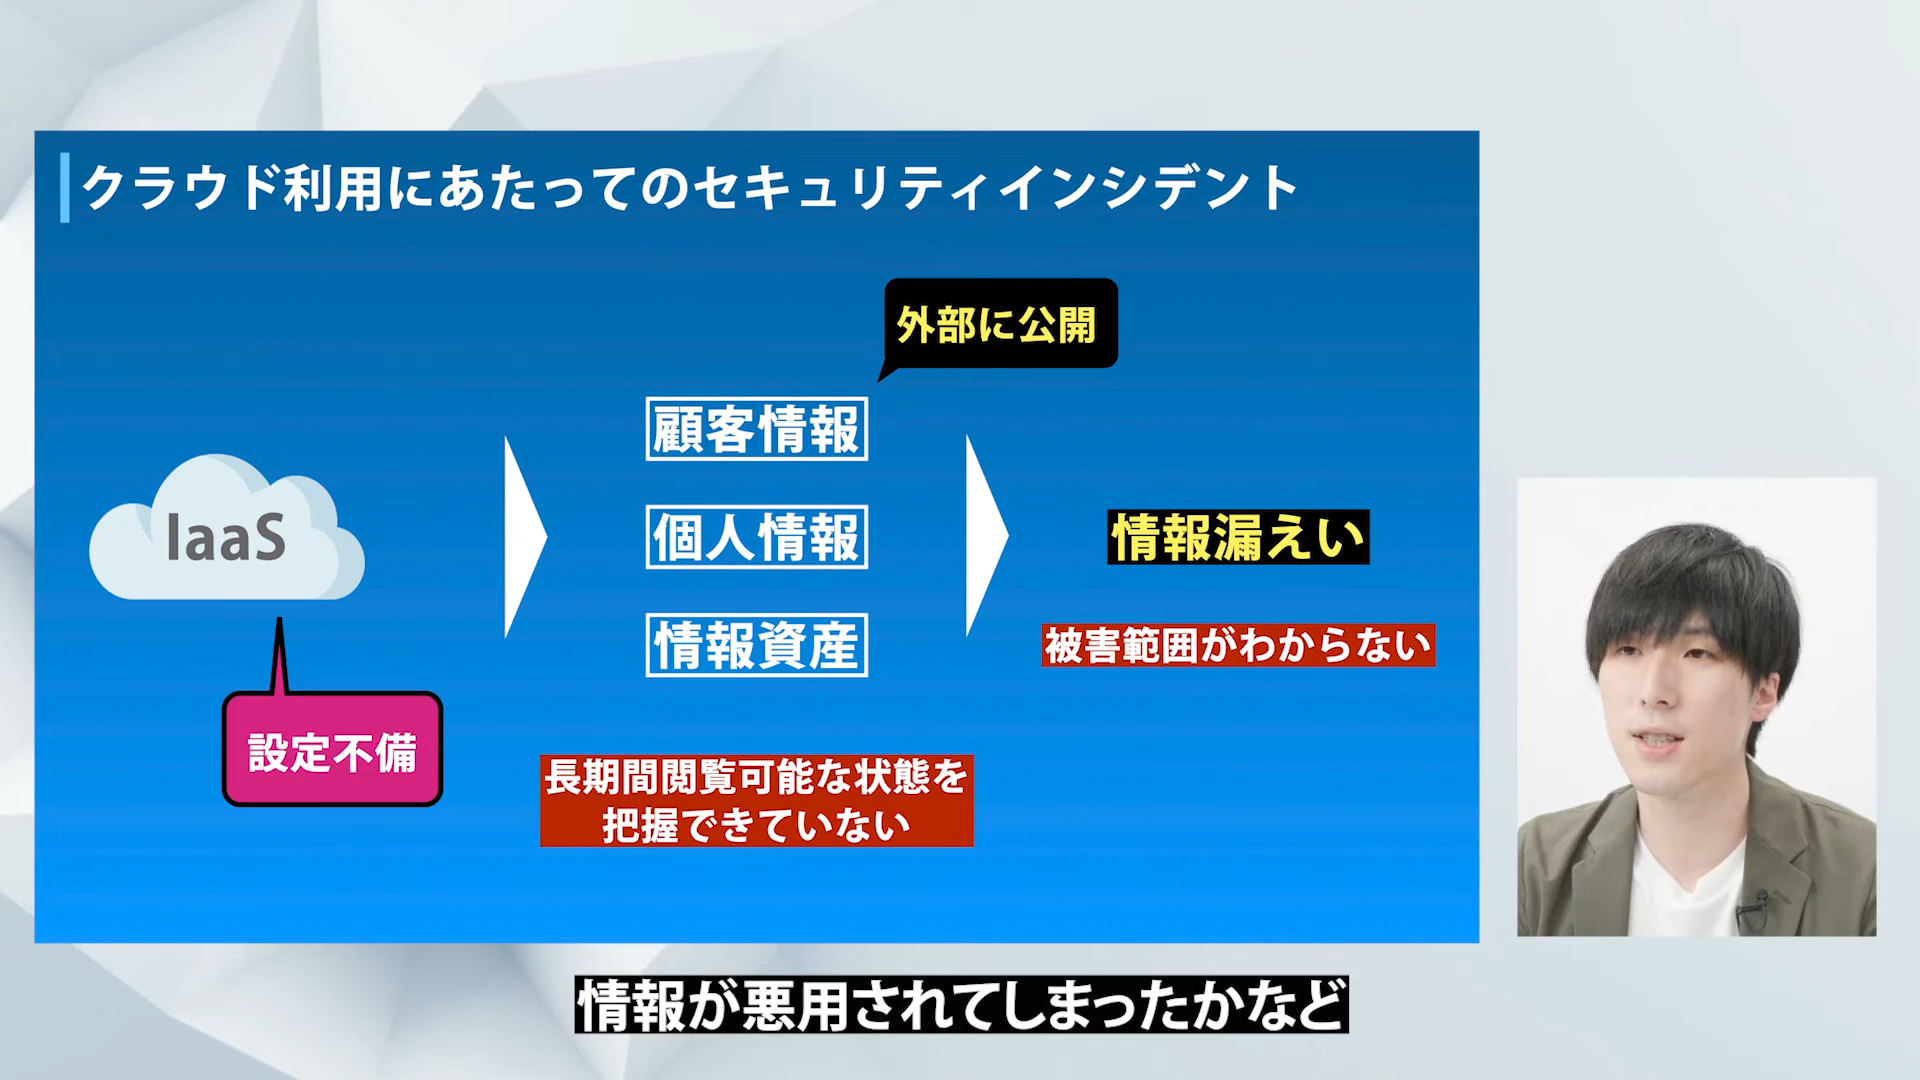 クラウド利用にあたってのセキュリティインシデント
外部に公開
顧客情報
IaaS
個人情報
情報漏えい
情報資産
被害範囲がわからない
設定不備
長期間閲覧可能な状態を
把握できていない
情報が悪用されてしまったかなど